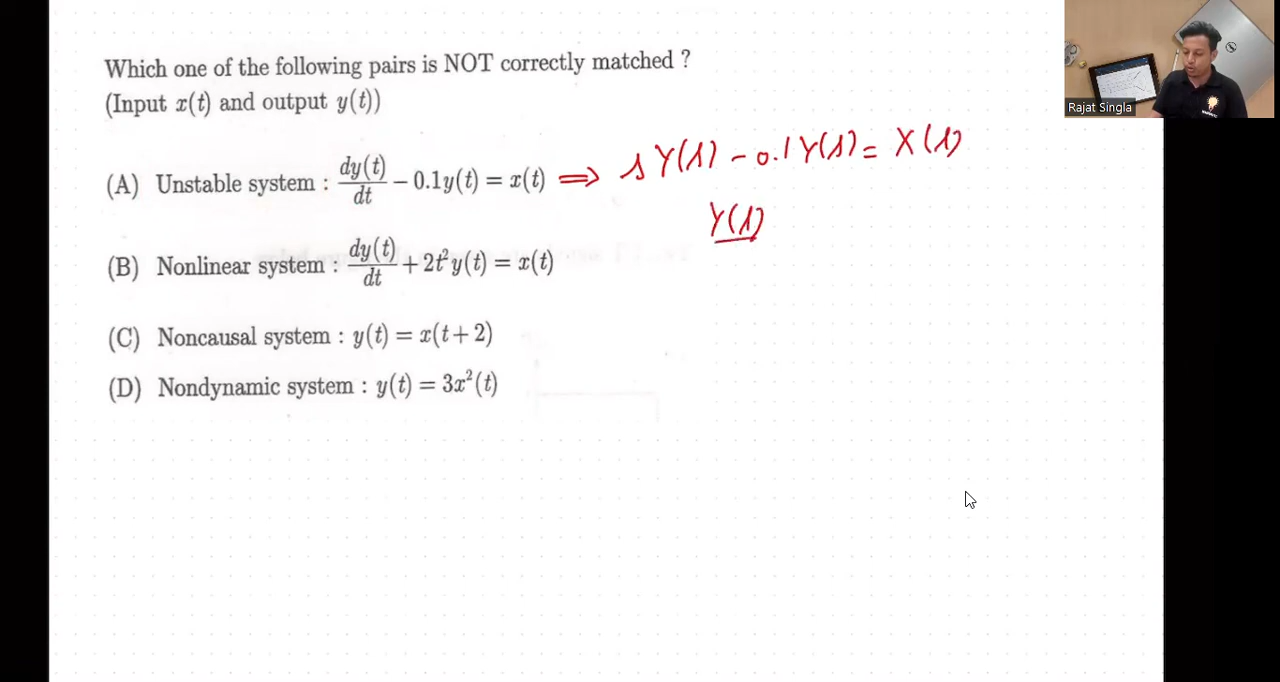 Which one of the following pairs is NOT correctly matched ?
(Input x(t) and output y(t))
(A) Unstable system : dy(t)/dt − 0.1y(t) = x(t) ⟹ sY(s) − 0.1Y(s) = X(s)
Y(s)
(B) Nonlinear system : dy(t)/dt + 2t²y(t) = x(t)
(C) Noncausal system : y(t) = x(t+2)
(D) Nondynamic system : y(t) = 3x²(t)
Rajat Singla